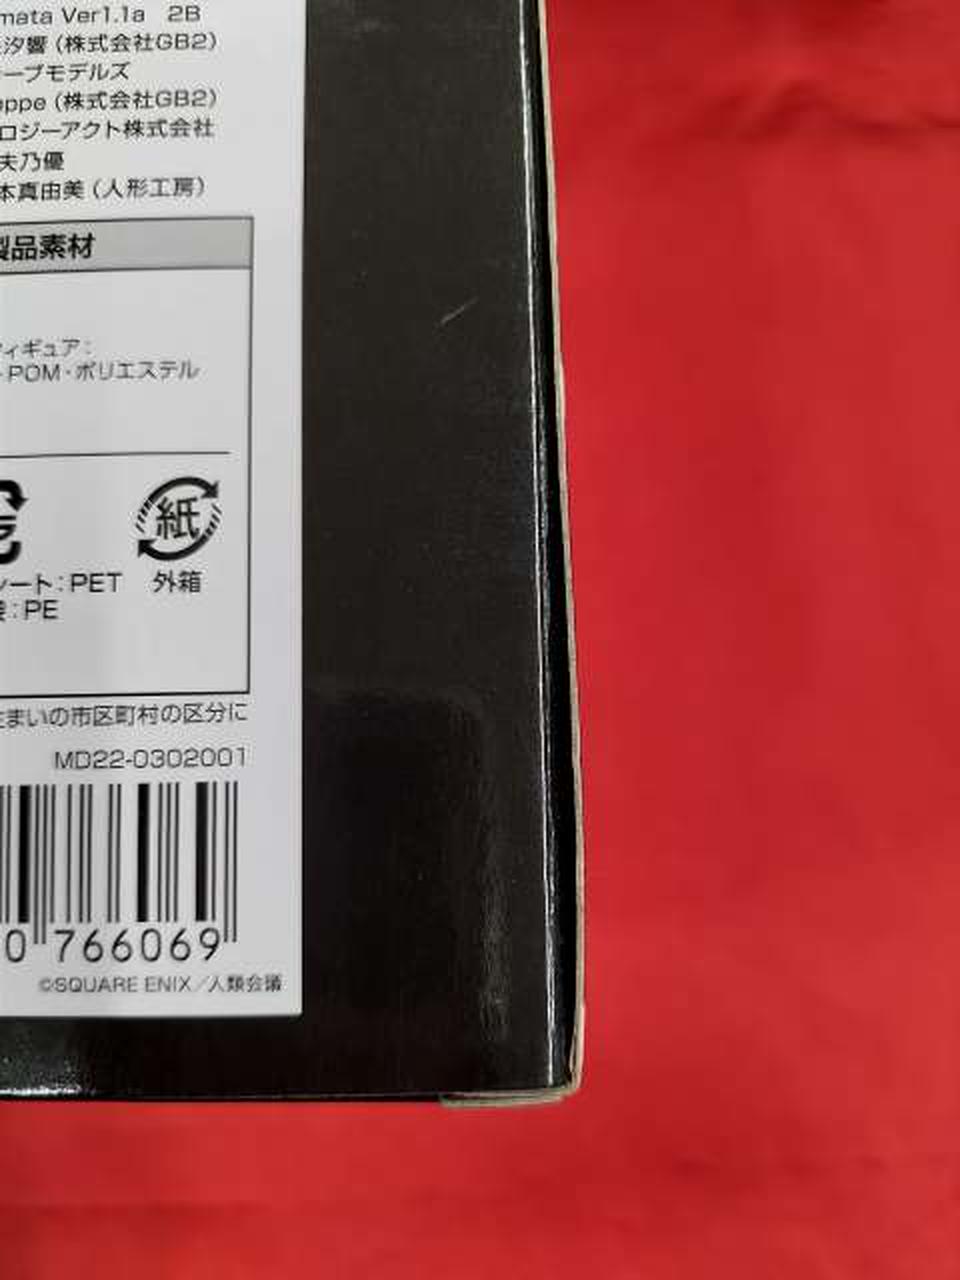 mata Ver1.1a 2B
汐響（株式会社GB2）
ープモデルズ
ppe（株式会社GB2）
ロジーアクト株式会社
夫乃優
本真由美（人形工房）
製品素材
ィギュア：
・POM・ポリエステル
紙
ート：PET 外箱
：PE
まいの市区町村の区分に
MD22-0302001
0 766069
©SQUARE ENIX／人類会議